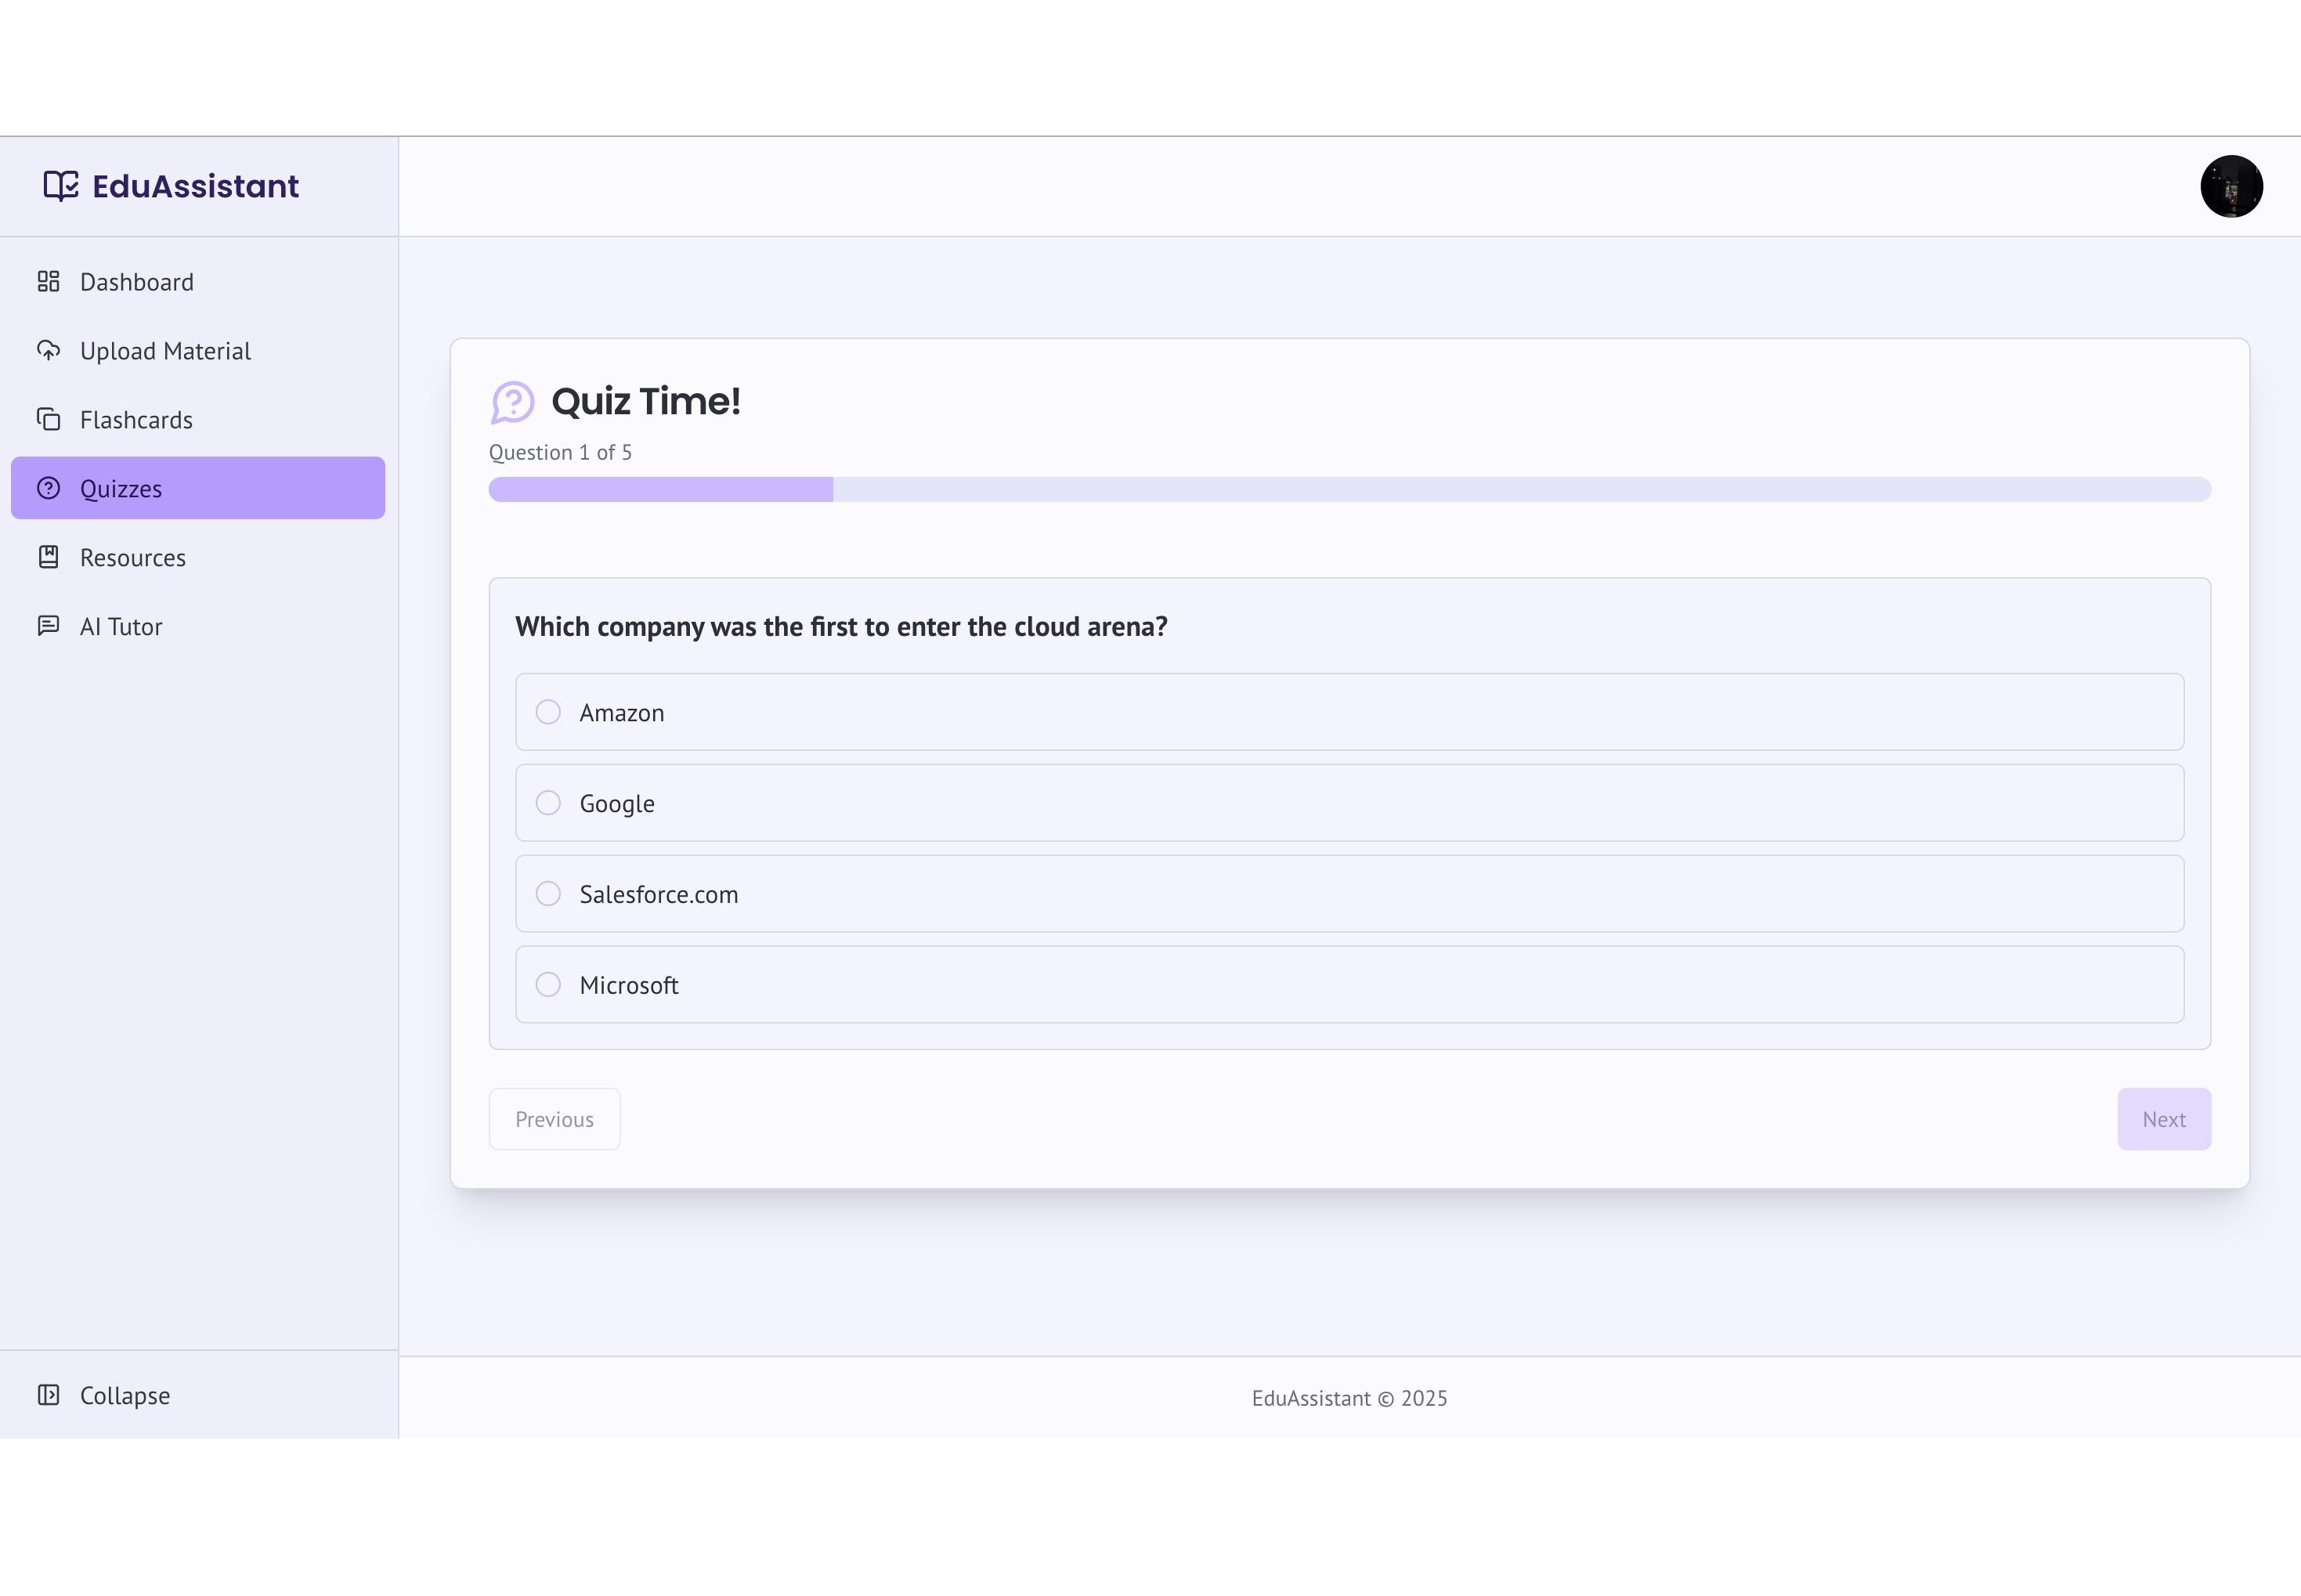 EduAssistant
Dashboard
Upload Material
Flashcards
Quizzes
Resources
AI Tutor
Collapse
Quiz Time!
Question 1 of 5
Which company was the first to enter the cloud arena?
Amazon
Google
Salesforce.com
Microsoft
Previous
Next
EduAssistant © 2025